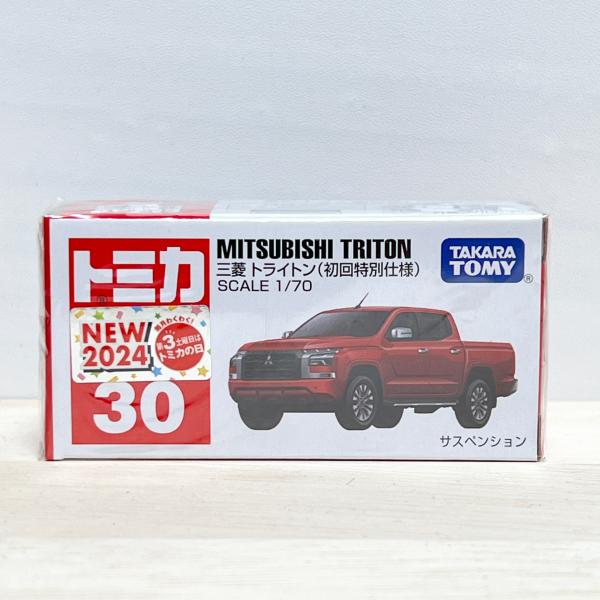 トミカ
MITSUBISHI TRITON
三菱 トライトン(初回特別仕様)
SCALE 1/70
TAKARA
TOMY®
NEW
2024
毎月わくわく!
第3土曜日は
トミカの日
30
サスペンション